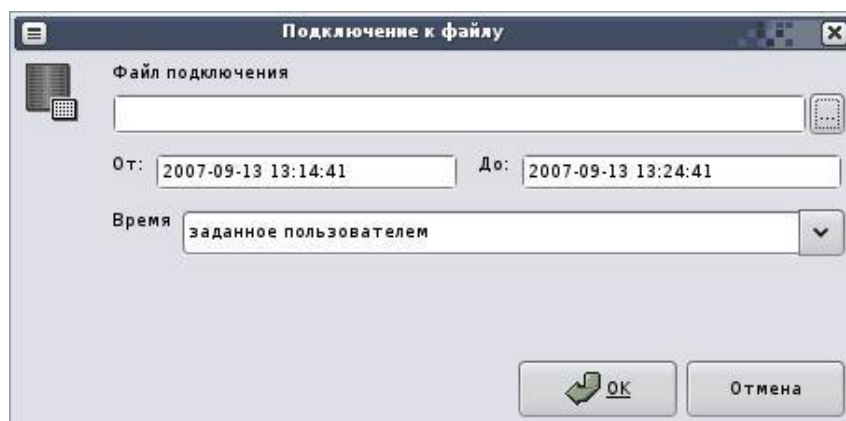 Подключение к файлу
Файл подключения
...
От: 2007-09-13 13:14:41 До: 2007-09-13 13:24:41
Время заданное пользователем
OK Отмена